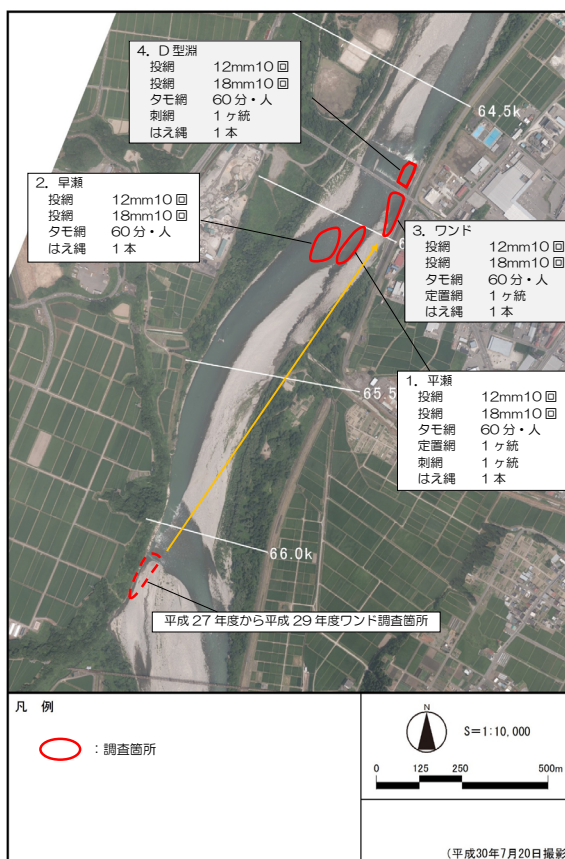 4. D型淵
投網 12mm10回
投網 18mm10回
タモ網 60分・人
刺網 1ヶ統
はえ縄 1本
64.5k
2. 早瀬
投網 12mm10回
投網 18mm10回
タモ網 60分・人
はえ縄 1本
3. ワンド
投網 12mm10回
投網 18mm10回
タモ網 60分・人
定置網 1ヶ統
はえ縄 1本
65.5
1. 平瀬
投網 12mm10回
投網 18mm10回
タモ網 60分・人
定置網 1ヶ統
刺網 1ヶ統
はえ縄 1本
66.0k
平成27年度から平成29年度ワンド調査箇所
凡 例
:調査箇所
N
S=1:10,000
0 125 250 500m
(平成30年7月20日撮影